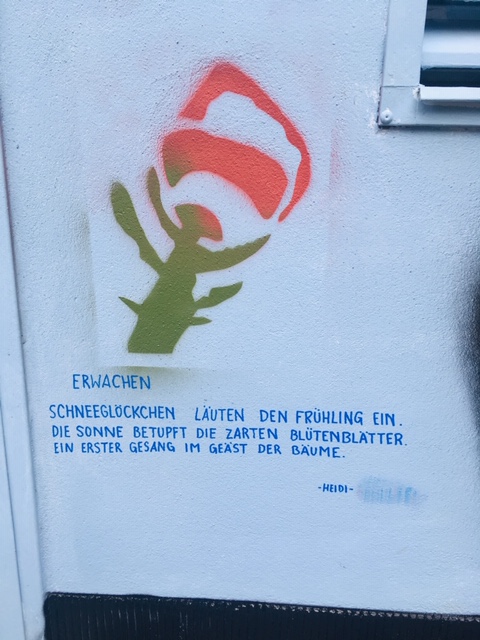 ERWACHEN
SCHNEEGLÖCKCHEN LÄUTEN DEN FRÜHLING EIN.
DIE SONNE BETUPFT DIE ZARTEN BLÜTENBLÄTTER.
EIN ERSTER GESANG IM GEÄST DER BÄUME.
-HEIDI-